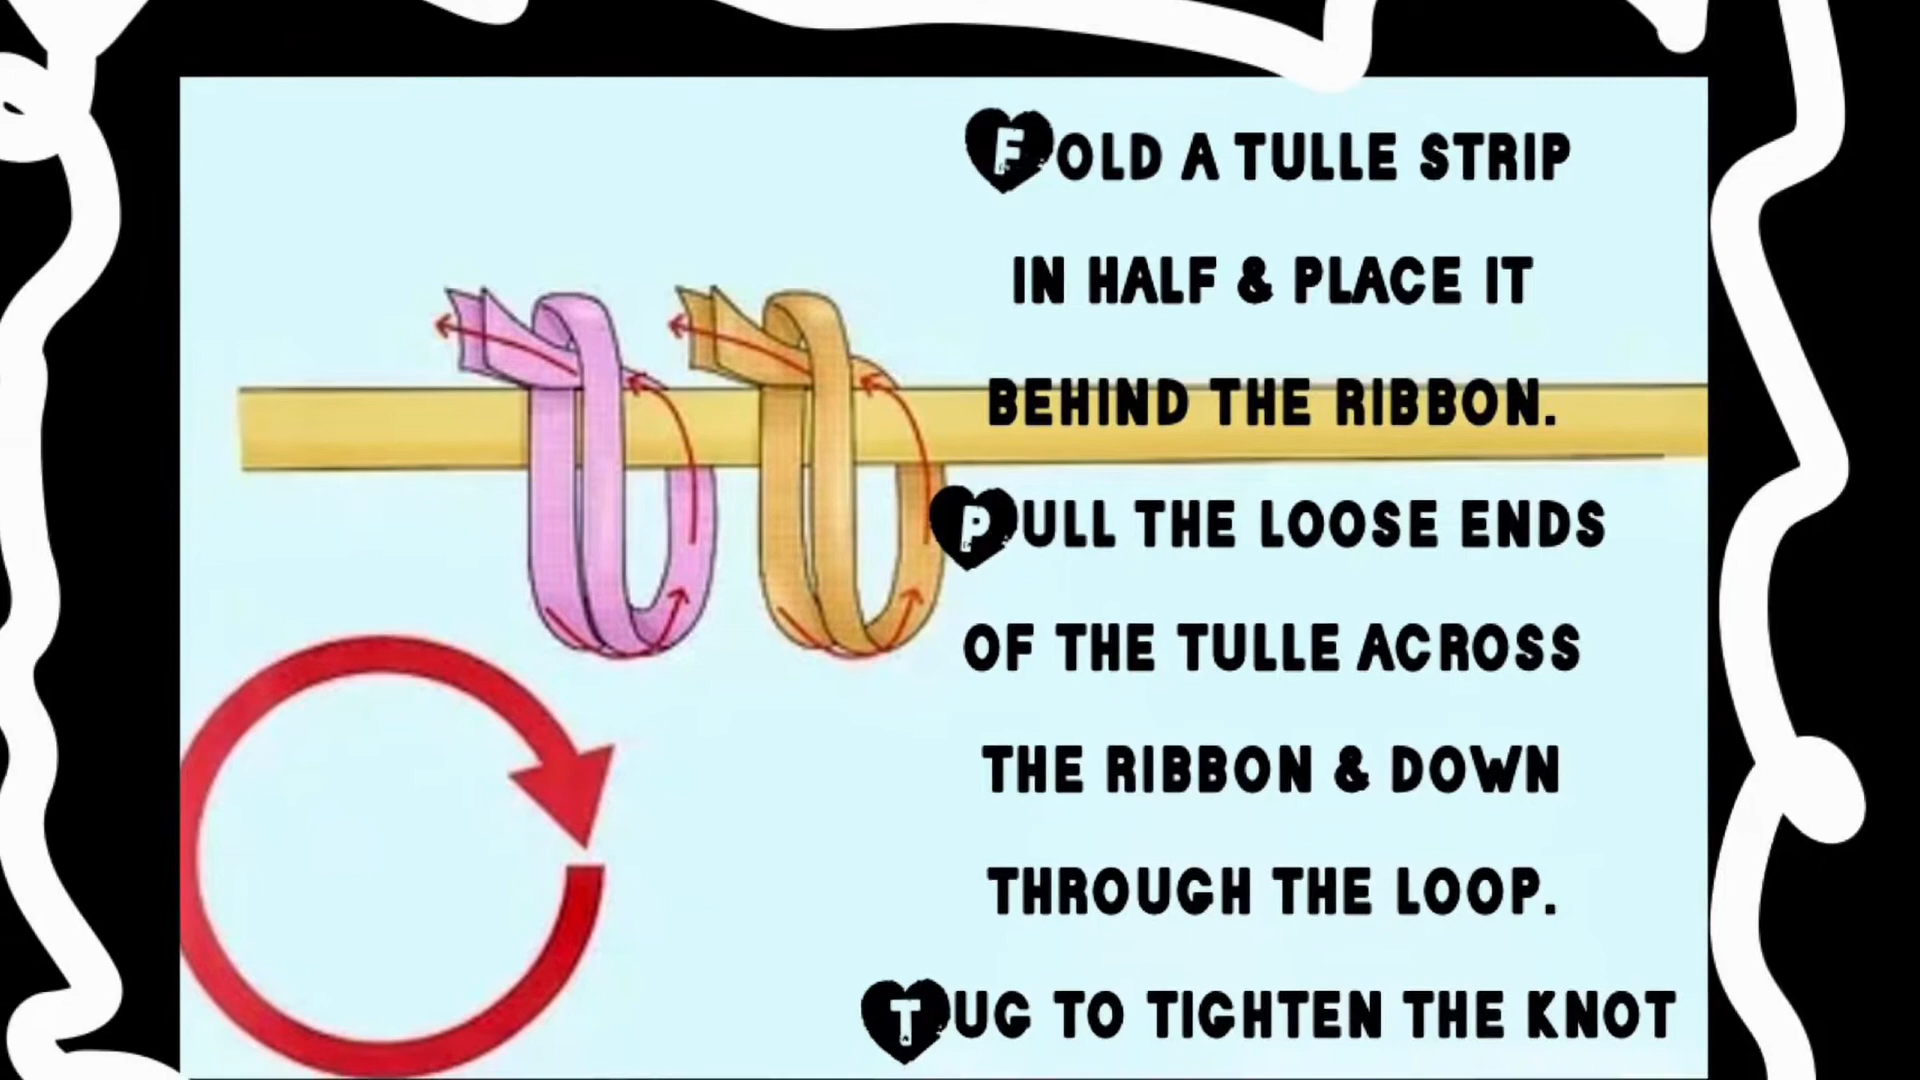 FOLD A TULLE STRIP
IN HALF & PLACE IT
BEHIND THE RIBBON.
PULL THE LOOSE ENDS
OF THE TULLE ACROSS
THE RIBBON & DOWN
THROUGH THE LOOP.
TUG TO TIGHTEN THE KNOT